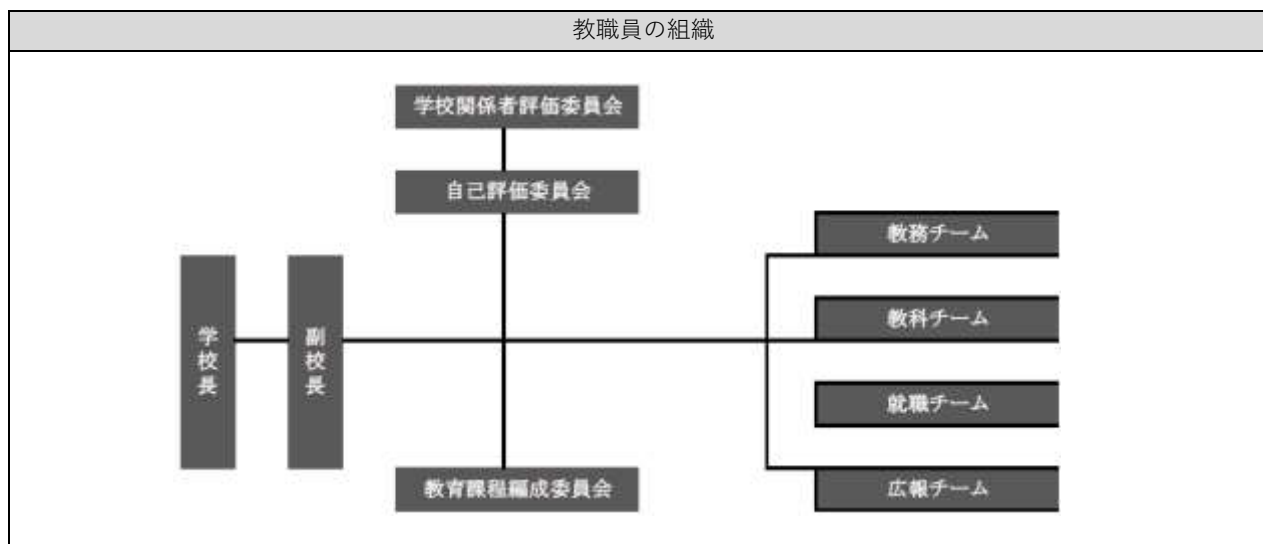 教職員の組織
学校関係者評価委員会
自己評価委員会
教務チーム
教科チーム
学校長
副校長
就職チーム
教育課程編成委員会
広報チーム